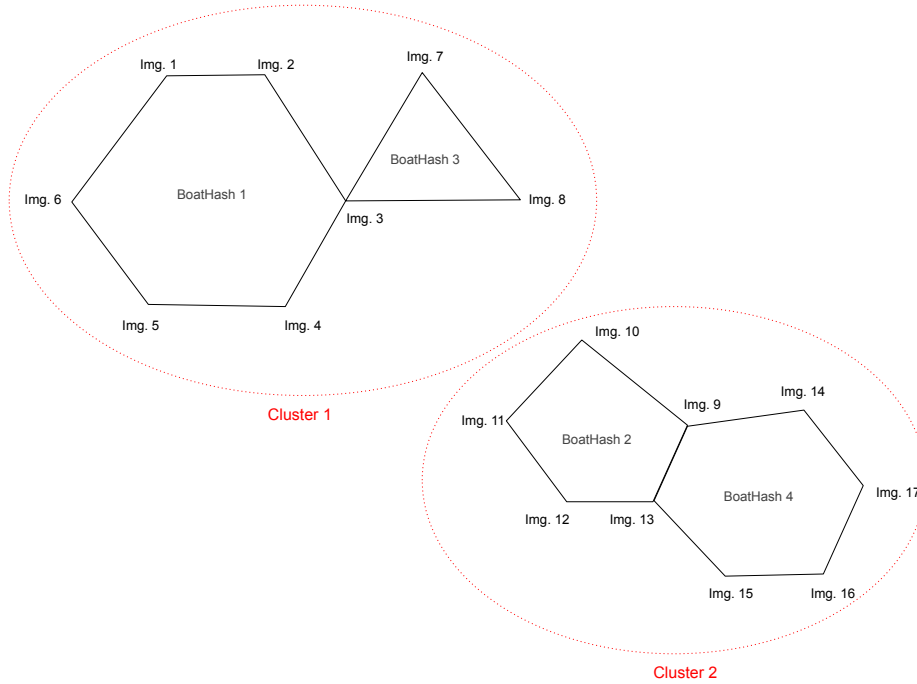 Img. 7
Img. 1
Img. 2
BoatHash 3
Img. 6
BoatHash 1
Img. 8
Img. 3
Img. 5
Img. 4
Img. 10
Cluster 1
Img. 14
Img. 9
Img. 11
BoatHash 2
Img. 17
BoatHash 4
Img. 12
Img. 13
Img. 15
Img. 16
Cluster 2